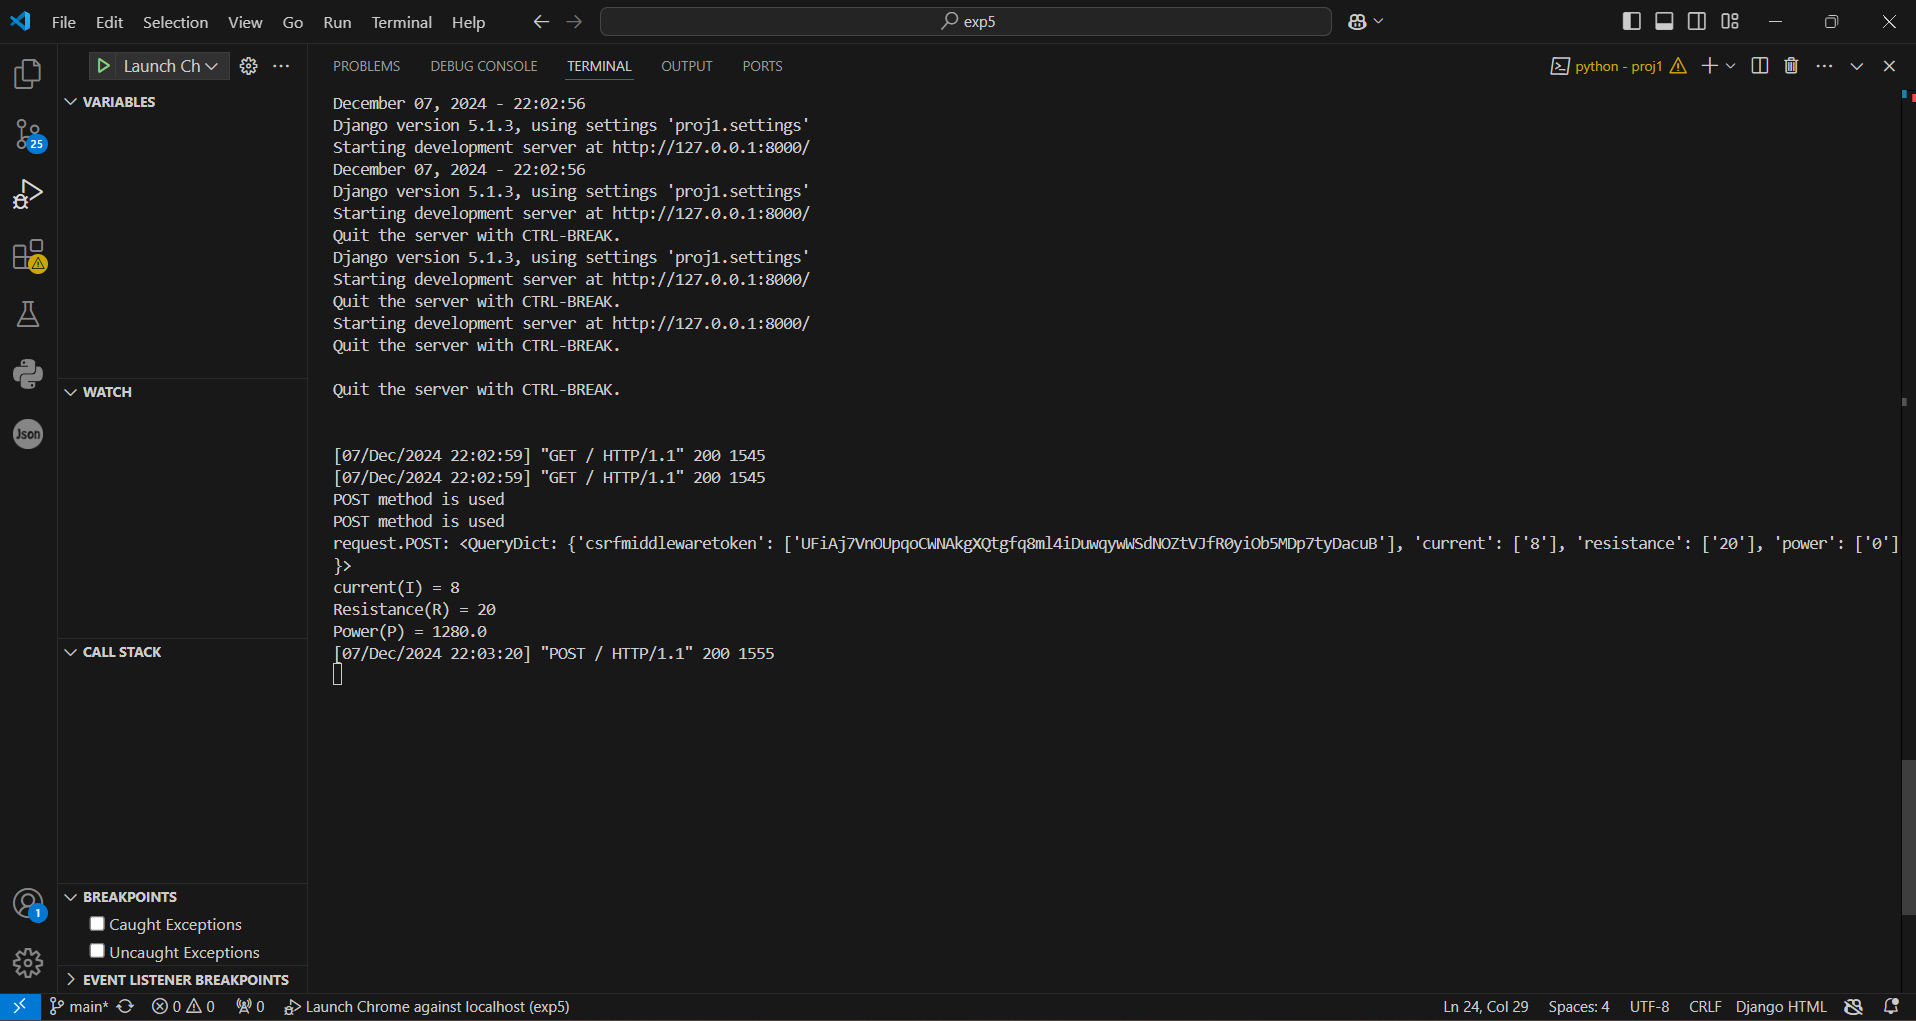 File Edit Selection View Go Run Terminal Help exp5
Launch Ch
PROBLEMS DEBUG CONSOLE TERMINAL OUTPUT PORTS python - proj1
VARIABLES
WATCH
CALL STACK
BREAKPOINTS
Caught Exceptions
Uncaught Exceptions
EVENT LISTENER BREAKPOINTS
25
Json
1
December 07, 2024 - 22:02:56
Django version 5.1.3, using settings 'proj1.settings'
Starting development server at http://127.0.0.1:8000/
December 07, 2024 - 22:02:56
Django version 5.1.3, using settings 'proj1.settings'
Starting development server at http://127.0.0.1:8000/
Quit the server with CTRL-BREAK.
Django version 5.1.3, using settings 'proj1.settings'
Starting development server at http://127.0.0.1:8000/
Quit the server with CTRL-BREAK.
Starting development server at http://127.0.0.1:8000/
Quit the server with CTRL-BREAK.
Quit the server with CTRL-BREAK.
[07/Dec/2024 22:02:59] "GET / HTTP/1.1" 200 1545
[07/Dec/2024 22:02:59] "GET / HTTP/1.1" 200 1545
POST method is used
POST method is used
request.POST: <QueryDict: {'csrfmiddlewaretoken': ['UFiAj7VnOUpqoCWNAkgXQtgfq8ml4iDuwqywWSdNOZtVJfR0yiOb5MDp7tyDacuB'], 'current': ['8'], 'resistance': ['20'], 'power': ['0']
}>
current(I) = 8
Resistance(R) = 20
Power(P) = 1280.0
[07/Dec/2024 22:03:20] "POST / HTTP/1.1" 200 1555
main* 0 0 0 Launch Chrome against localhost (exp5) Ln 24, Col 29 Spaces: 4 UTF-8 CRLF Django HTML